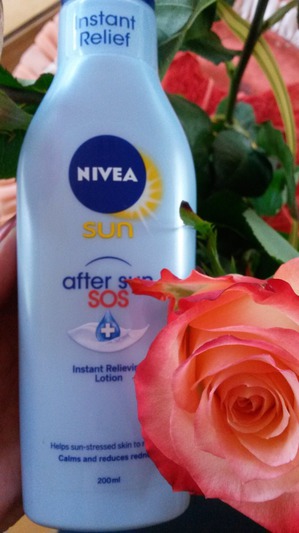 Instant
Relief
NIVEA
sun
after sun
SOS
Instant Relieving
Lotion
Helps sun-stressed skin to
Calms and reduces
200ml